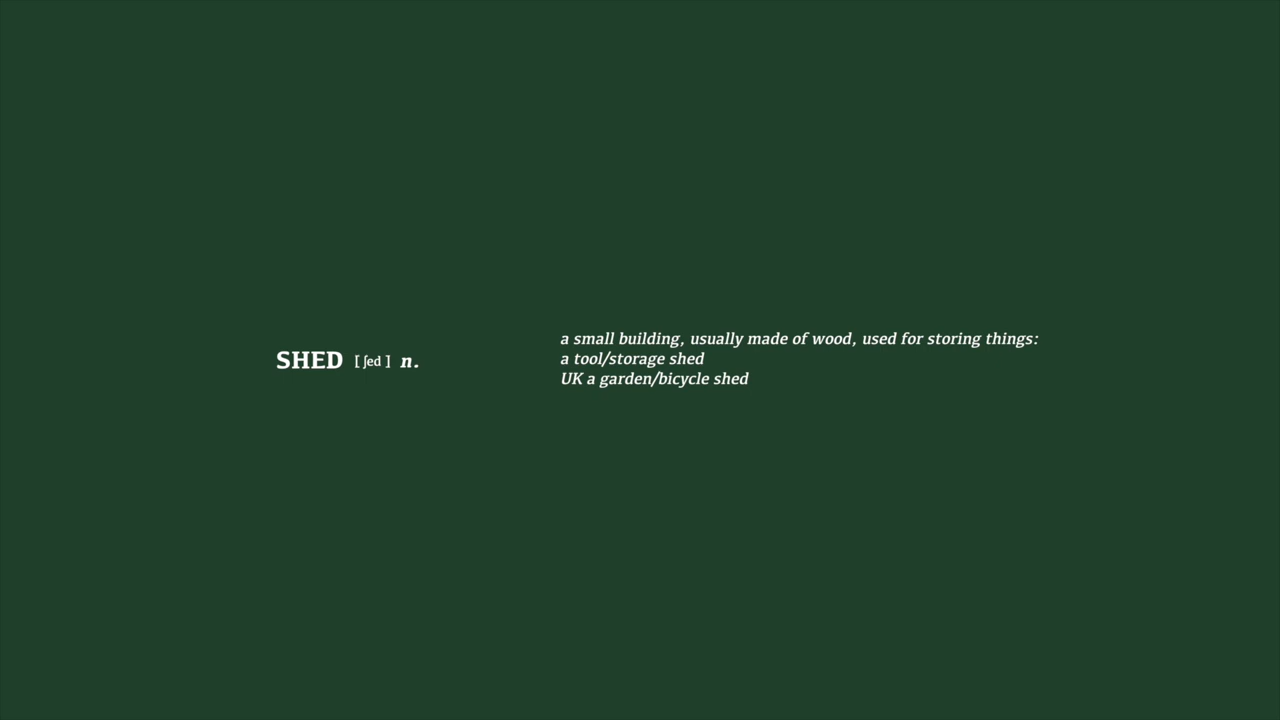 SHED [ ʃed ] n.
a small building, usually made of wood, used for storing things:
a tool/storage shed
UK a garden/bicycle shed